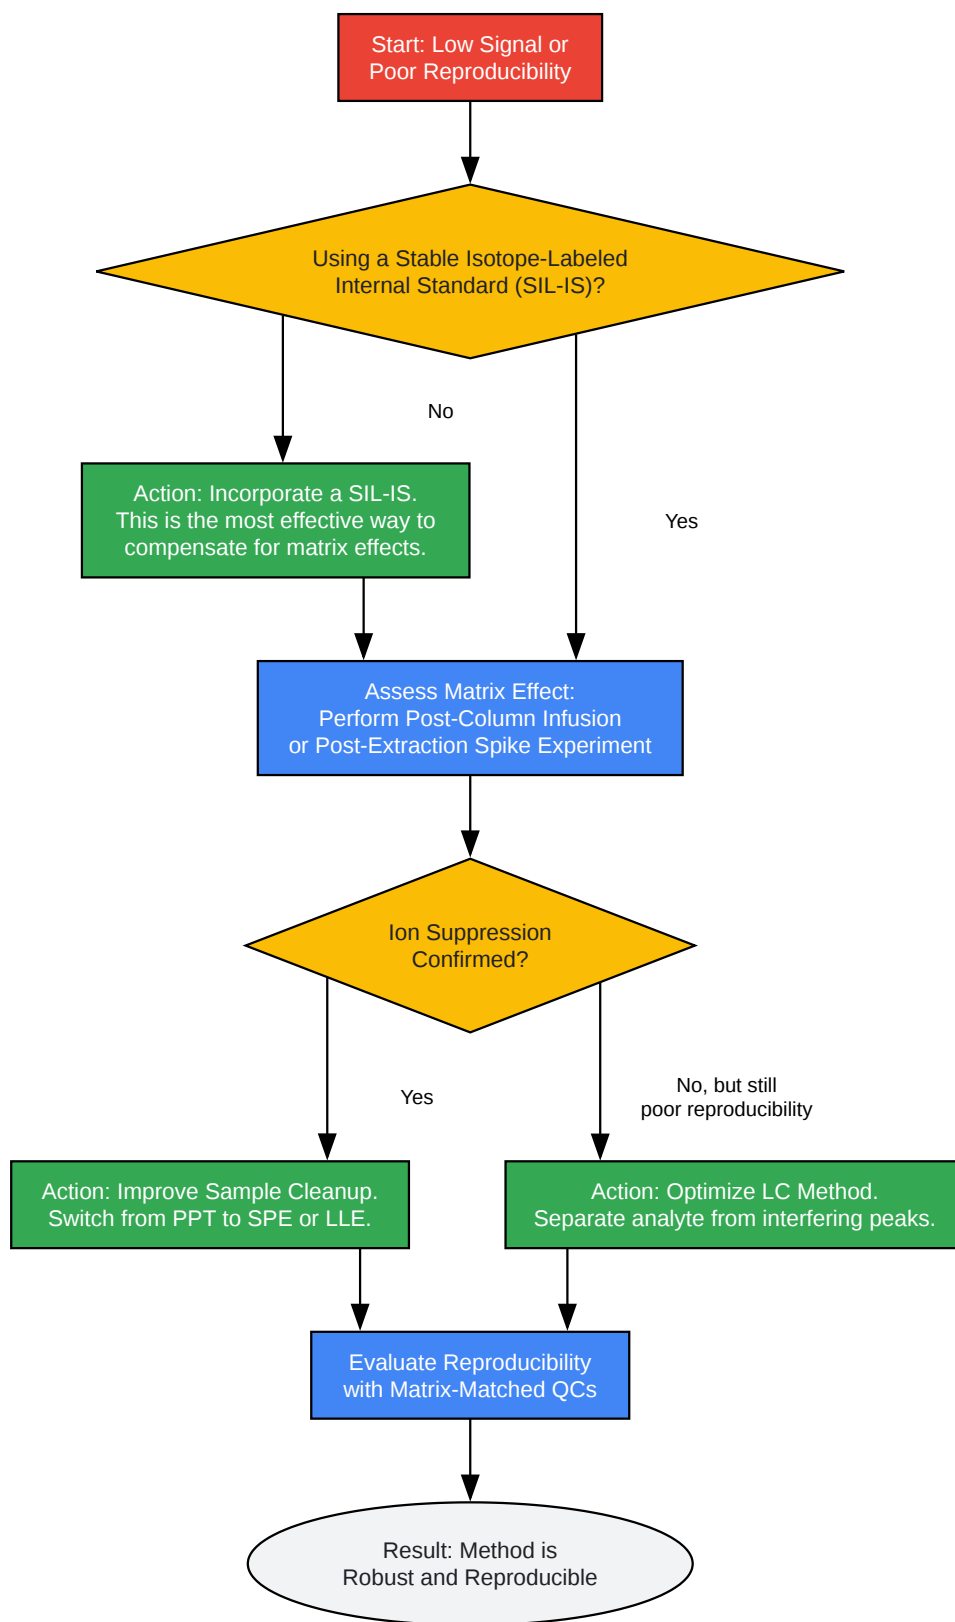 Start: Low Signal or
Poor Reproducibility
Using a Stable Isotope-Labeled
Internal Standard (SIL-IS)?
No
Action: Incorporate a SIL-IS.
This is the most effective way to
compensate for matrix effects.
Yes
Assess Matrix Effect:
Perform Post-Column Infusion
or Post-Extraction Spike Experiment
Ion Suppression
Confirmed?
Yes
No, but still
poor reproducibility
Action: Improve Sample Cleanup.
Switch from PPT to SPE or LLE.
Action: Optimize LC Method.
Separate analyte from interfering peaks.
Evaluate Reproducibility
with Matrix-Matched QCs
Result: Method is
Robust and Reproducible